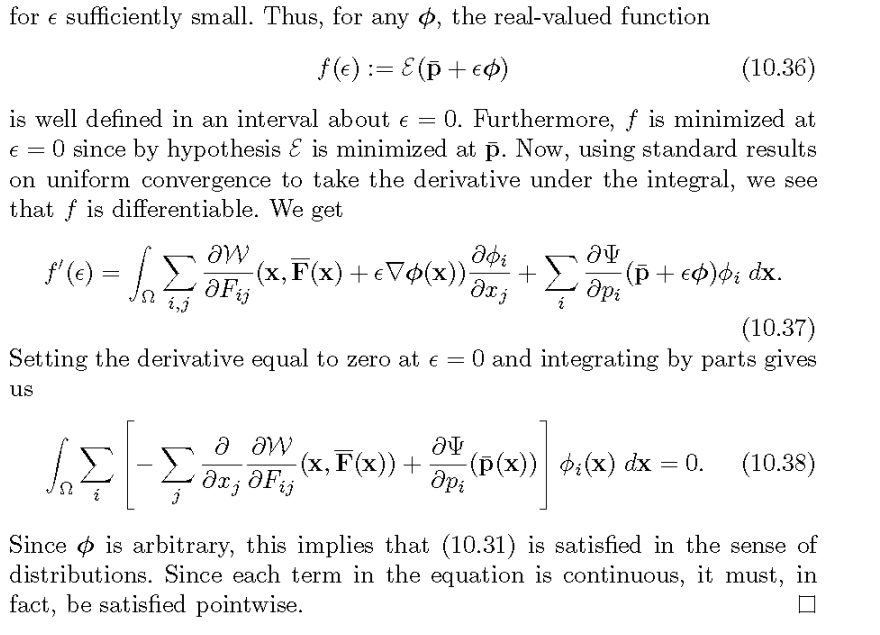 for ϵ sufficiently small. Thus, for any ϕ, the real-valued function
f(ϵ) := ℰ(p̄ + ϵϕ) (10.36)
is well defined in an interval about ϵ = 0. Furthermore, f is minimized at
ϵ = 0 since by hypothesis ℰ is minimized at p̄. Now, using standard results
on uniform convergence to take the derivative under the integral, we see
that f is differentiable. We get
f′(ϵ) = ∫_Ω ∑_{i,j} ∂𝒲/∂F_{ij} (x, F̅(x) + ϵ∇ϕ(x)) ∂ϕ_i/∂x_j + ∑_i ∂Ψ/∂p_i (p̄ + ϵϕ)ϕ_i dx.
(10.37)
Setting the derivative equal to zero at ϵ = 0 and integrating by parts gives
us
∫_Ω ∑_i [ − ∑_j ∂/∂x_j ∂𝒲/∂F_{ij} (x, F̅(x)) + ∂Ψ/∂p_i (p̄(x)) ] ϕ_i(x) dx = 0. (10.38)
Since ϕ is arbitrary, this implies that (10.31) is satisfied in the sense of
distributions. Since each term in the equation is continuous, it must, in
fact, be satisfied pointwise. □